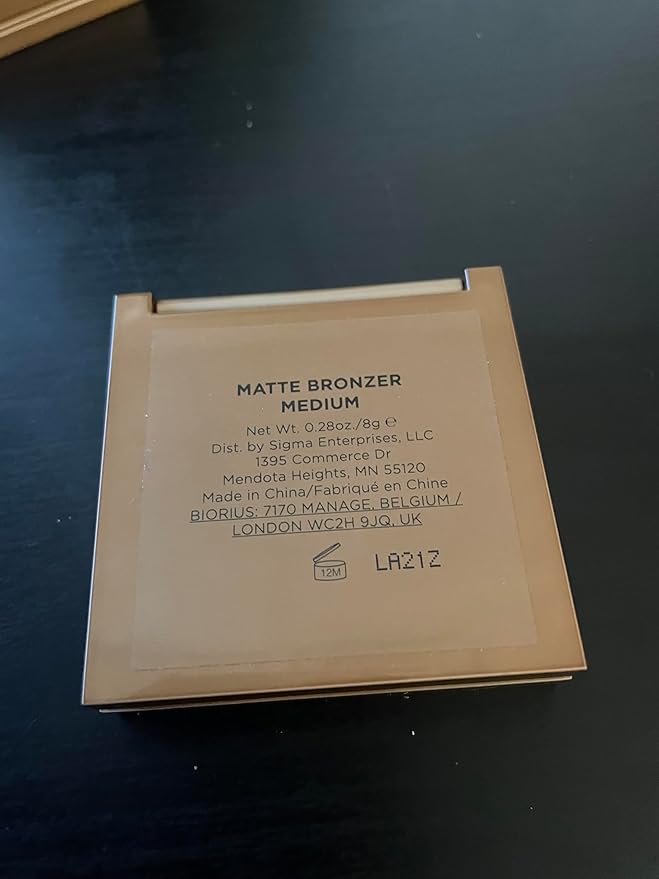 MATTE BRONZER
MEDIUM
Net Wt. 0.28oz./8g ℮
Dist. by Sigma Enterprises, LLC
1395 Commerce Dr
Mendota Heights, MN 55120
Made in China/Fabriqué en Chine
BIORIUS: 7170 MANAGE, BELGIUM /
LONDON WC2H 9JQ, UK
12M LA21Z